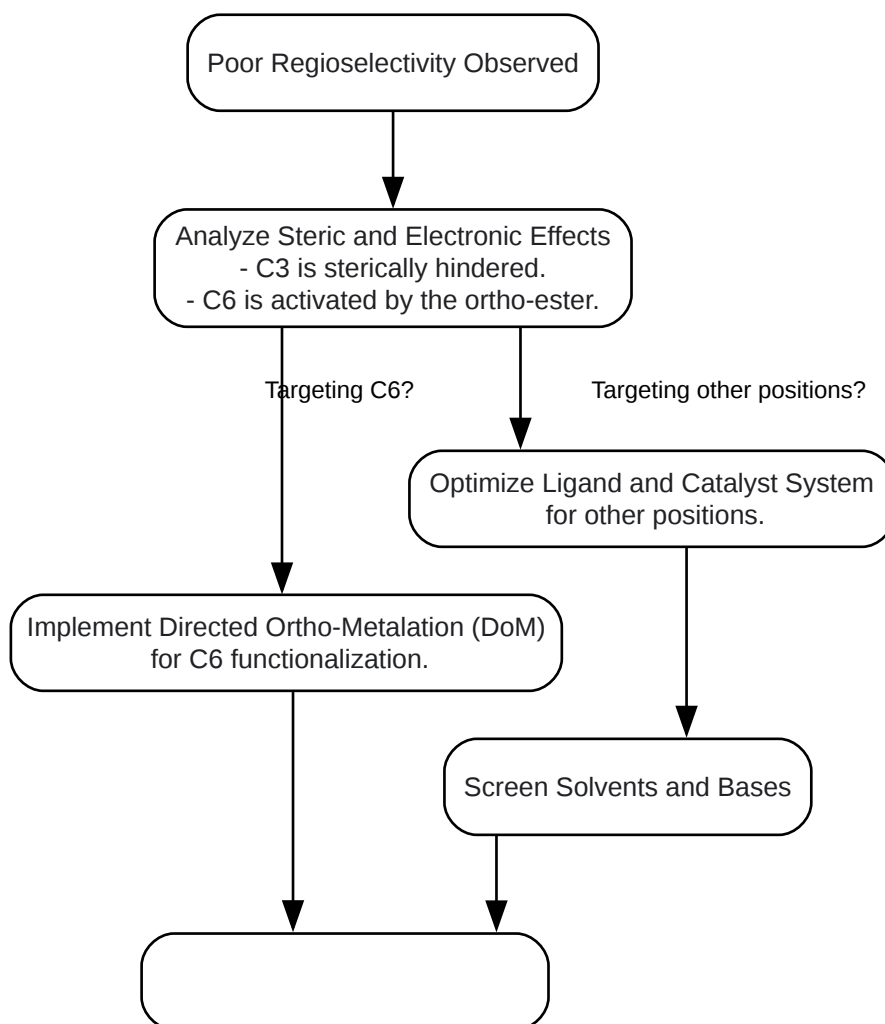 Poor Regioselectivity Observed
Analyze Steric and Electronic Effects
- C3 is sterically hindered.
- C6 is activated by the ortho-ester.
Targeting C6?
Targeting other positions?
Optimize Ligand and Catalyst System
for other positions.
Implement Directed Ortho-Metalation (DoM)
for C6 functionalization.
Screen Solvents and Bases